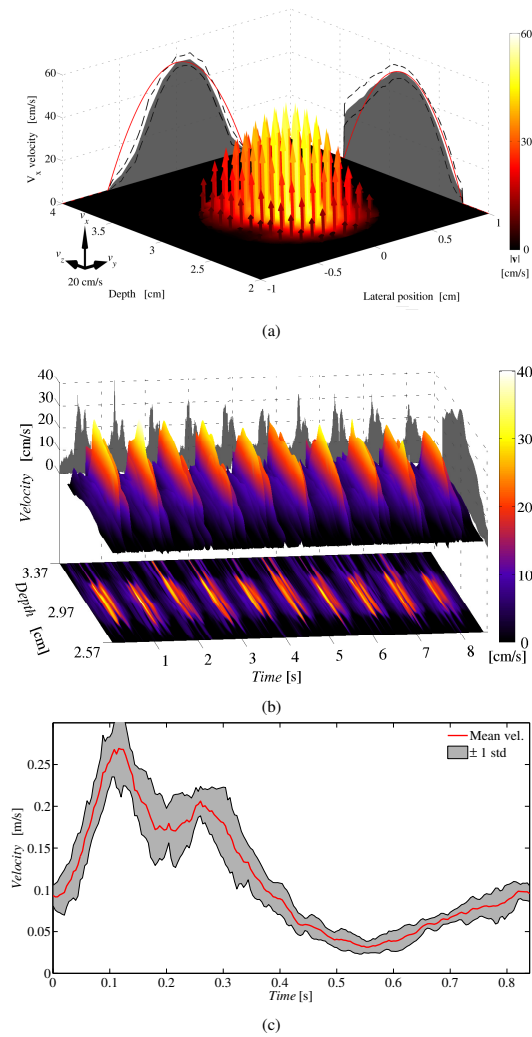 60
40
20
0
V_x velocity [cm/s]
4
3.5
3
2.5
2
Depth [cm]
-1
-0.5
0
0.5
1
Lateral position [cm]
v_x
v_z
v_y
20 cm/s
60
30
0
|v|
[cm/s]
(a)
40
30
20
10
0
Velocity [cm/s]
3.37
2.97
2.57
Depth [cm]
1
2
3
4
5
6
7
8
Time [s]
40
30
20
10
0
[cm/s]
(b)
0.25
0.2
0.15
0.1
0.05
0
Velocity [m/s]
Mean vel.
± 1 std
0
0.1
0.2
0.3
0.4
0.5
0.6
0.7
0.8
Time [s]
(c)